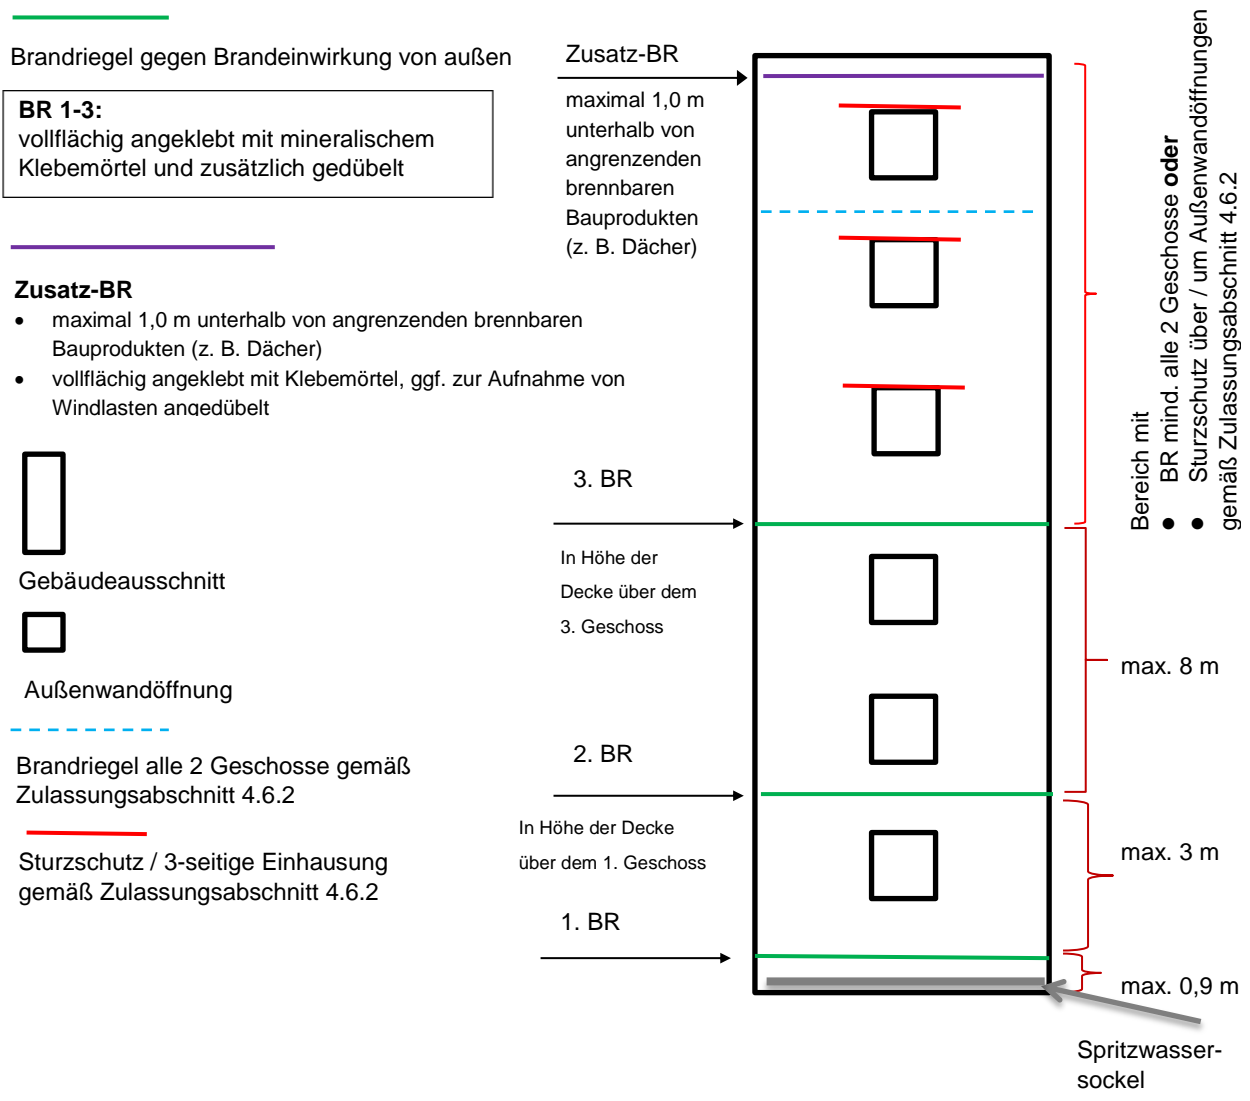 Brandriegel gegen Brandeinwirkung von außen
BR 1-3:
vollflächig angeklebt mit mineralischem
Klebemörtel und zusätzlich gedübelt
Zusatz-BR
• maximal 1,0 m unterhalb von angrenzenden brennbaren
Bauprodukten (z. B. Dächer)
• vollflächig angeklebt mit Klebemörtel, ggf. zur Aufnahme von
Windlasten angedübelt
Gebäudeausschnitt
Außenwandöffnung
Brandriegel alle 2 Geschosse gemäß
Zulassungsabschnitt 4.6.2
Sturzschutz / 3-seitige Einhausung
gemäß Zulassungsabschnitt 4.6.2
Zusatz-BR
maximal 1,0 m
unterhalb von
angrenzenden
brennbaren
Bauprodukten
(z. B. Dächer)
3. BR
In Höhe der
Decke über dem
3. Geschoss
2. BR
In Höhe der Decke
über dem 1. Geschoss
1. BR
Bereich mit
● BR mind. alle 2 Geschosse oder
● Sturzschutz über / um Außenwandöffnungen
gemäß Zulassungsabschnitt 4.6.2
max. 8 m
max. 3 m
max. 0,9 m
Spritzwasser-
sockel